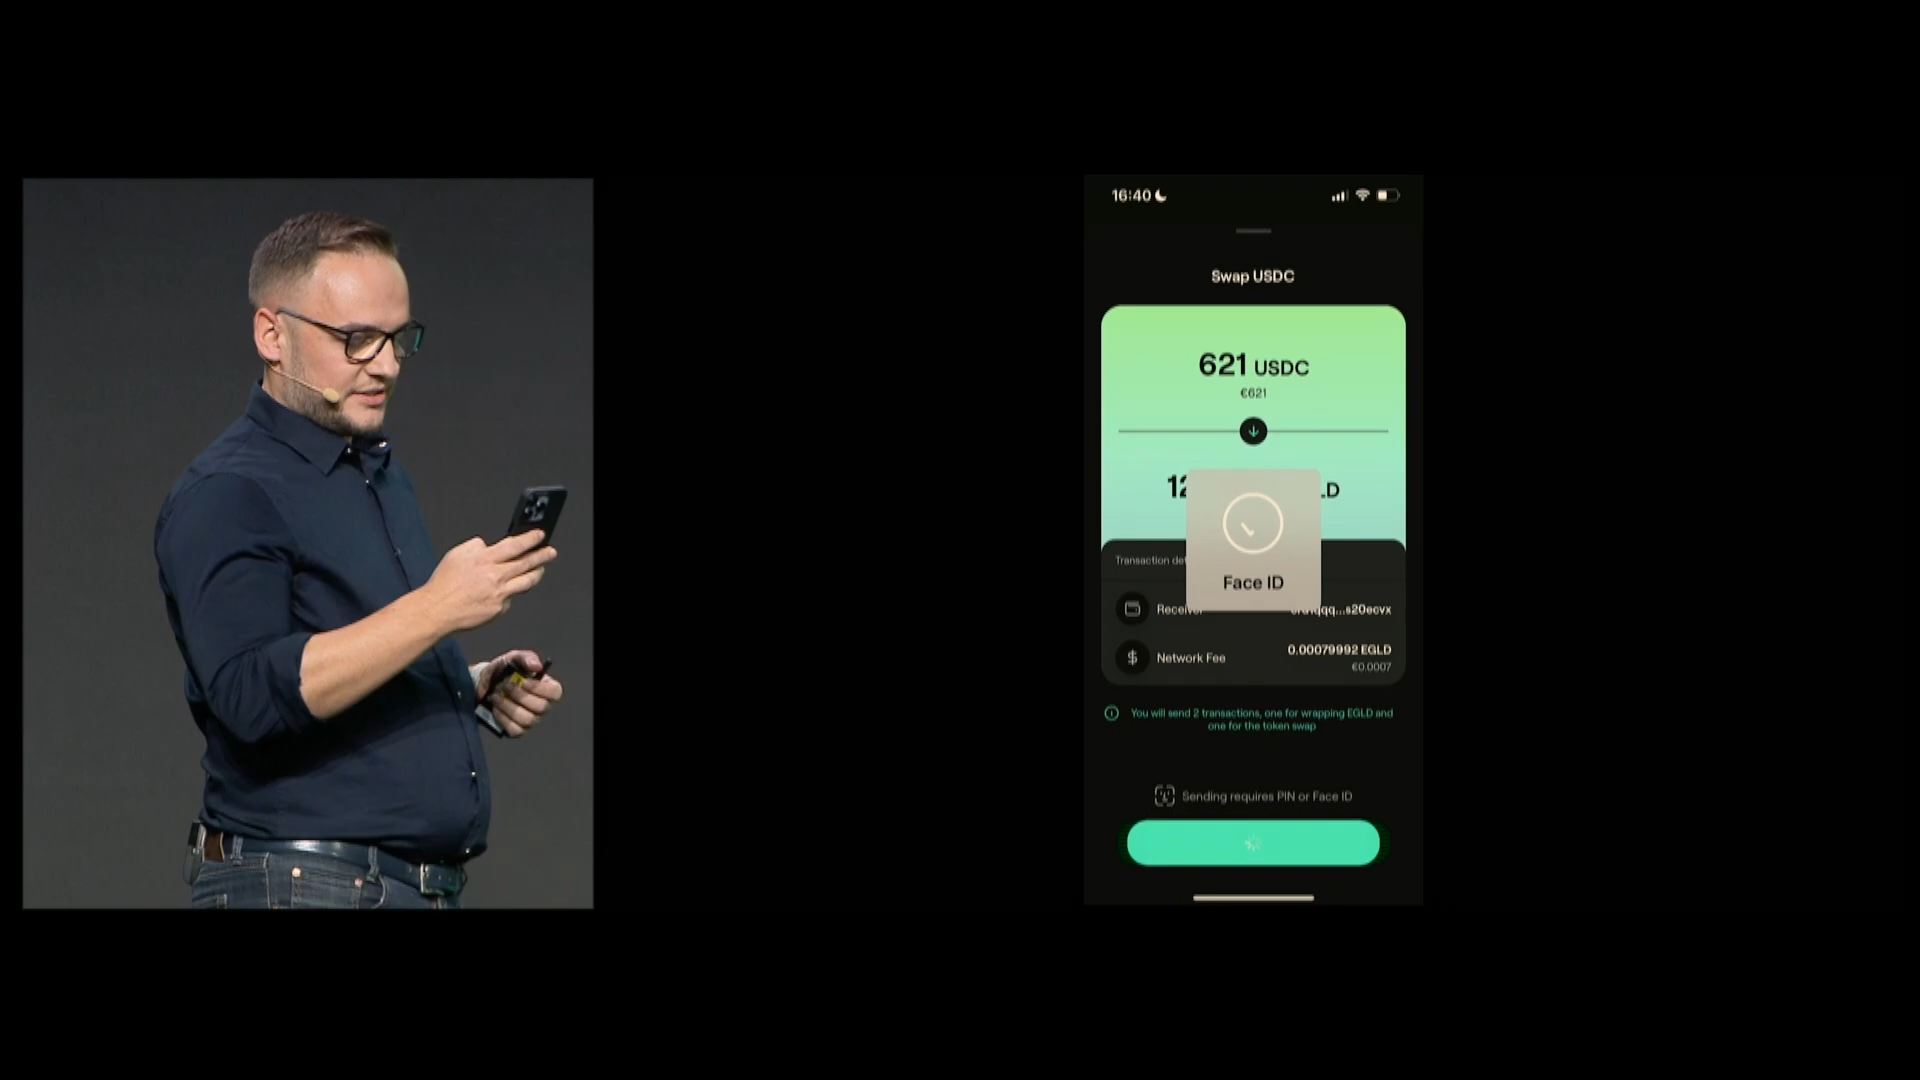 16:40
Swap USDC
621 USDC
€621
Face ID
Network Fee
0.00079992 EGLD
€0.0007
You will send 2 transactions, one for wrapping EGLD and
one for the token swap
Sending requires PIN or Face ID